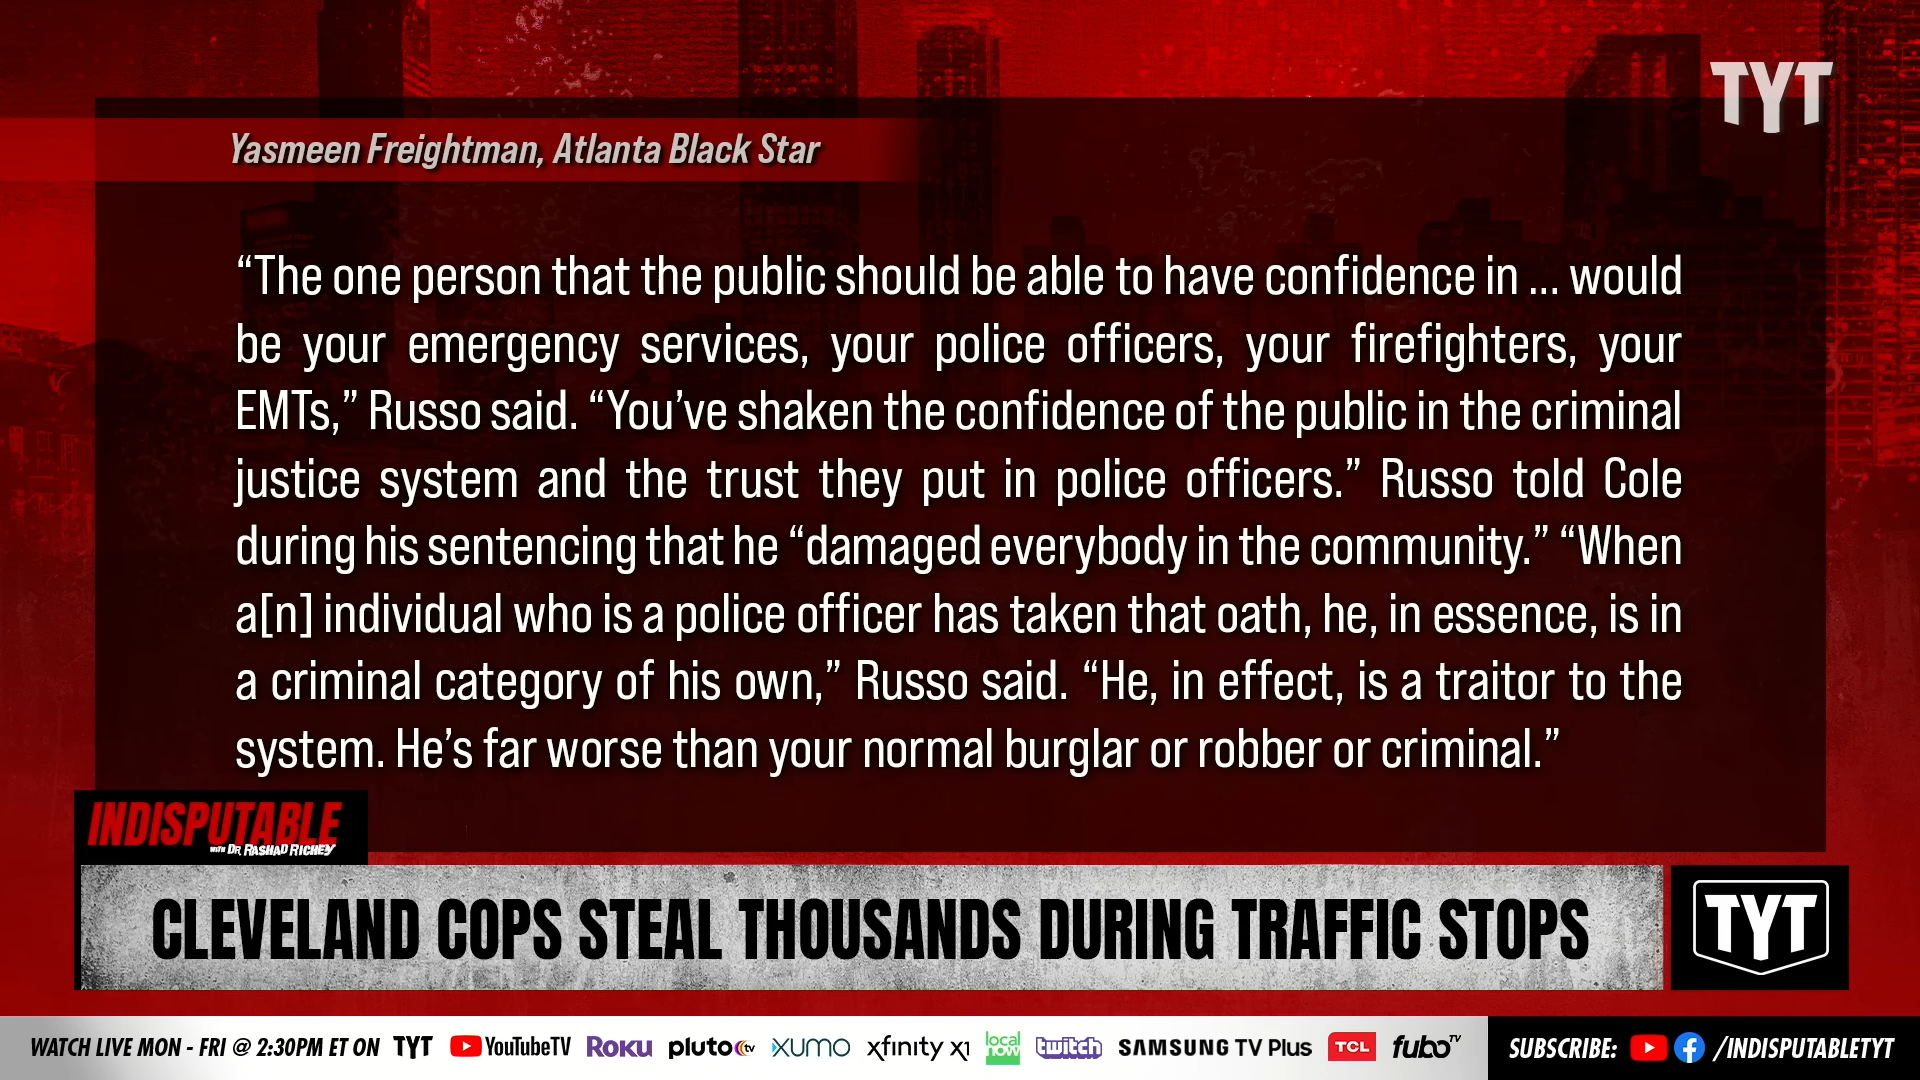 TYT
Yasmeen Freightman, Atlanta Black Star
“The one person that the public should be able to have confidence in ... would
be your emergency services, your police officers, your firefighters, your
EMTs,” Russo said. “You’ve shaken the confidence of the public in the criminal
justice system and the trust they put in police officers.” Russo told Cole
during his sentencing that he “damaged everybody in the community.” “When
a[n] individual who is a police officer has taken that oath, he, in essence, is in
a criminal category of his own,” Russo said. “He, in effect, is a traitor to the
system. He’s far worse than your normal burglar or robber or criminal.”
INDISPUTABLE
WITH DR RASHAD RICHEY
CLEVELAND COPS STEAL THOUSANDS DURING TRAFFIC STOPS
TYT
WATCH LIVE MON - FRI @ 2:30PM ET ON TYT YouTubeTV ROKU pluto tv XUMO xfinity X1 local now twitch SAMSUNG TV Plus TCL fuboTV
SUBSCRIBE: /INDISPUTABLETYT